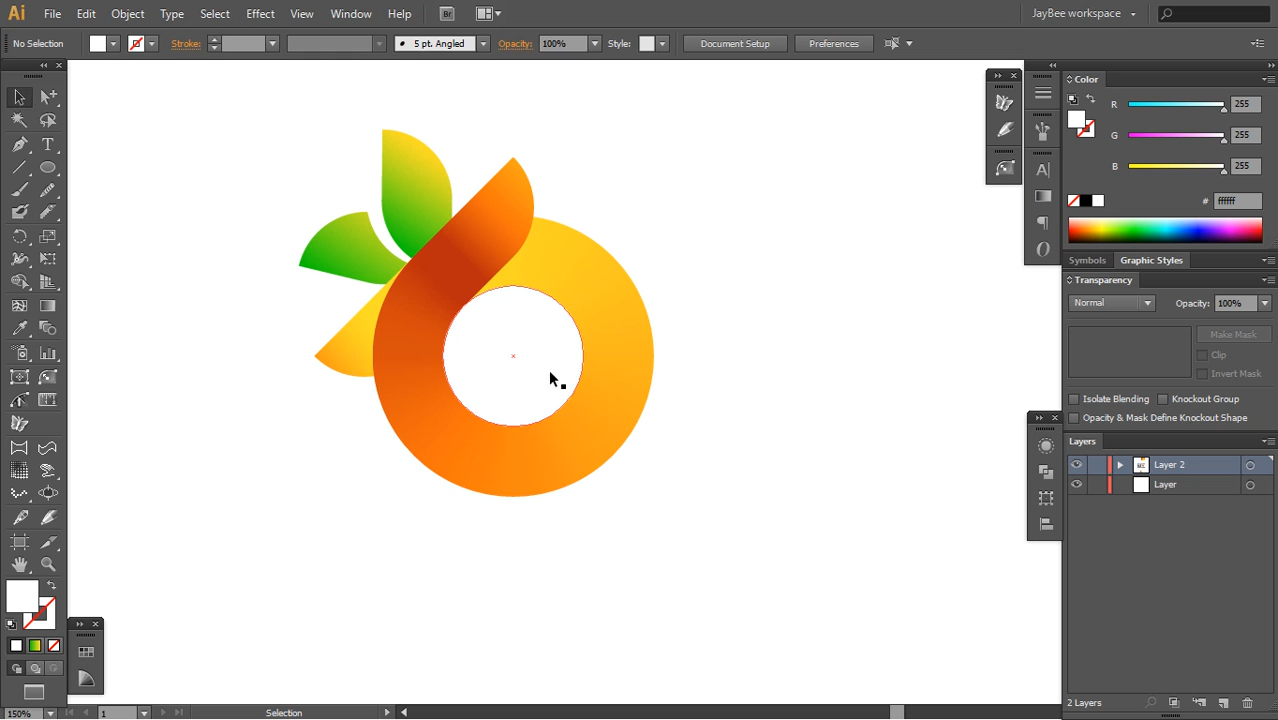 Ai File Edit Object Type Select Effect View Window Help Br JayBee workspace
No Selection Stroke: 5 pt. Angled Opacity: 100% Style: Document Setup Preferences
Color
R 255
G 255
B 255
# ffffff
Symbols Graphic Styles
Transparency
Normal Opacity: 100%
Make Mask
Clip
Invert Mask
Isolate Blending Knockout Group
Opacity & Mask Define Knockout Shape
Layers
Layer 2
Layer
2 Layers
150% 1 Selection